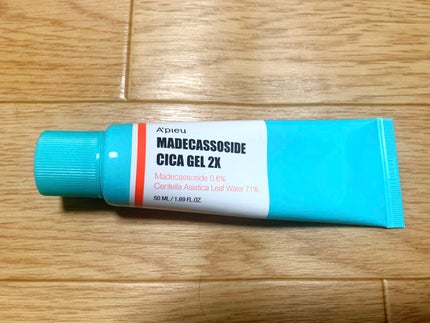 A'pieu
MADECASSOSIDE
CICA GEL 2X
Madecassoside 0.6%
Centella Asiatica Leaf Water 71%
50 ML / 1.69 FL.OZ.